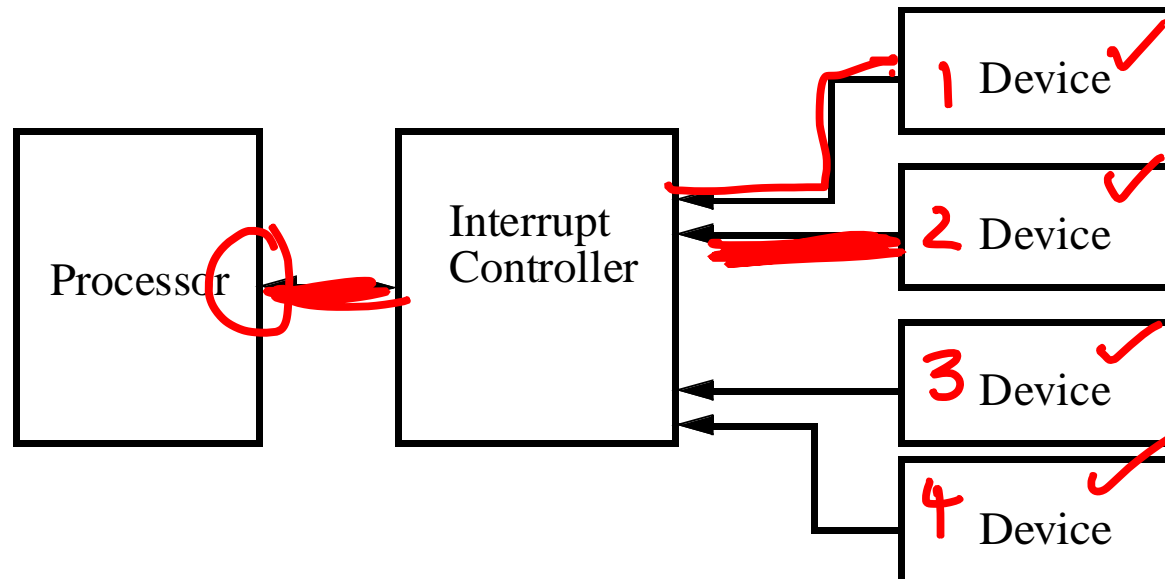 Processor
Interrupt
Controller
1 Device
2 Device
3 Device
4 Device